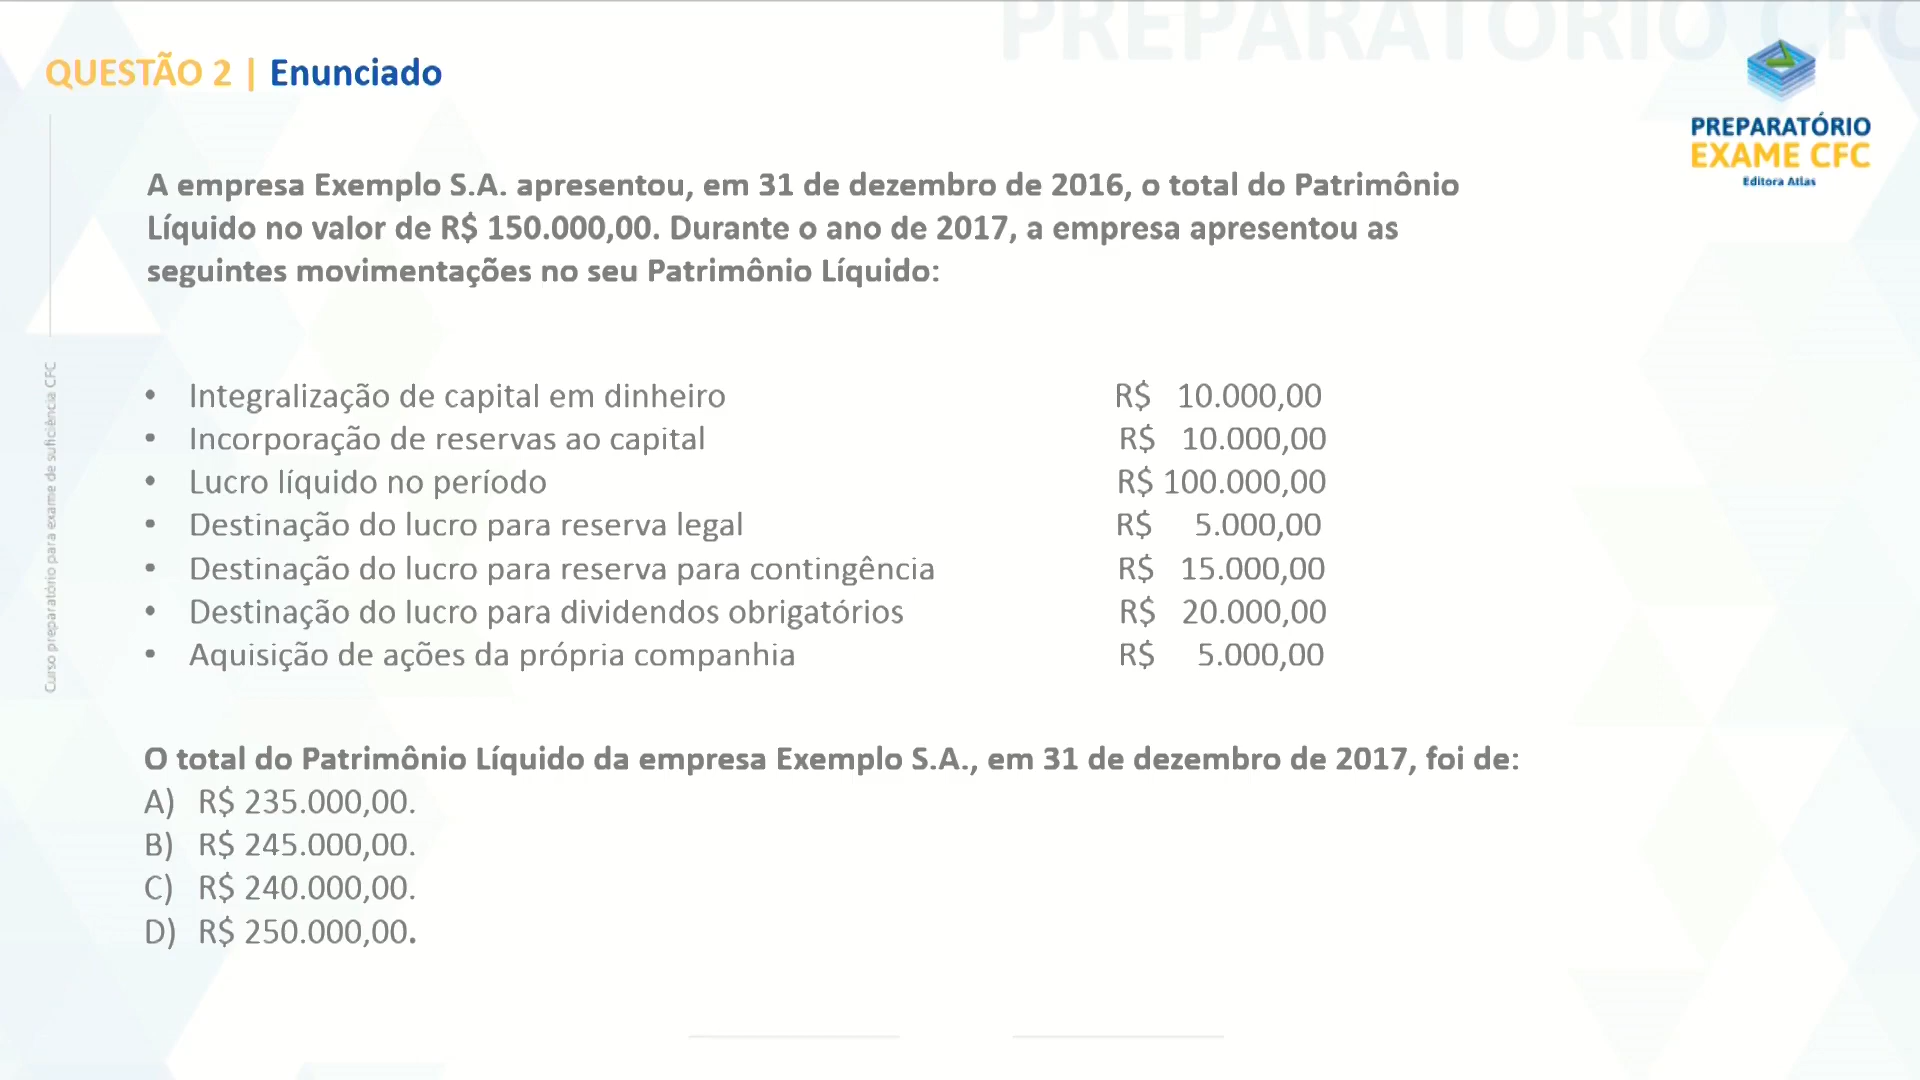 PREPARATÓRIO CFC
QUESTÃO 2 | Enunciado
PREPARATÓRIO
EXAME CFC
Editora Atlas
A empresa Exemplo S.A. apresentou, em 31 de dezembro de 2016, o total do Patrimônio
Líquido no valor de R$ 150.000,00. Durante o ano de 2017, a empresa apresentou as
seguintes movimentações no seu Patrimônio Líquido:
• Integralização de capital em dinheiro R$ 10.000,00
• Incorporação de reservas ao capital R$ 10.000,00
• Lucro líquido no período R$ 100.000,00
• Destinação do lucro para reserva legal R$ 5.000,00
• Destinação do lucro para reserva para contingência R$ 15.000,00
• Destinação do lucro para dividendos obrigatórios R$ 20.000,00
• Aquisição de ações da própria companhia R$ 5.000,00
Curso preparatório para exame de suficiência CFC
O total do Patrimônio Líquido da empresa Exemplo S.A., em 31 de dezembro de 2017, foi de:
A) R$ 235.000,00.
B) R$ 245.000,00.
C) R$ 240.000,00.
D) R$ 250.000,00.